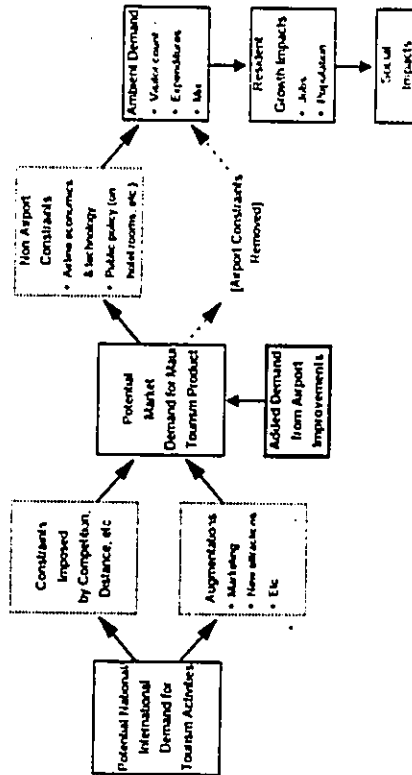 Potential National
International
Demand for
Tourism Activities
Constraints
Imposed
by Competition,
Distance, etc
Augmentations
• Marketing
• New attractions
• Etc
Potential
Market
Demand for Maui
Tourism Product
Added Demand
from Airport
Improvements
Non Airport
Constraints
• Airline economics
& technology
• Public policy (on
hotel rooms, etc.)
[Airport Constraints
Removed]
Ambient Demand
• Visitor count
• Expenditures
• Mix
Resident
Growth Impacts
• Jobs
• Population
Social
Impacts